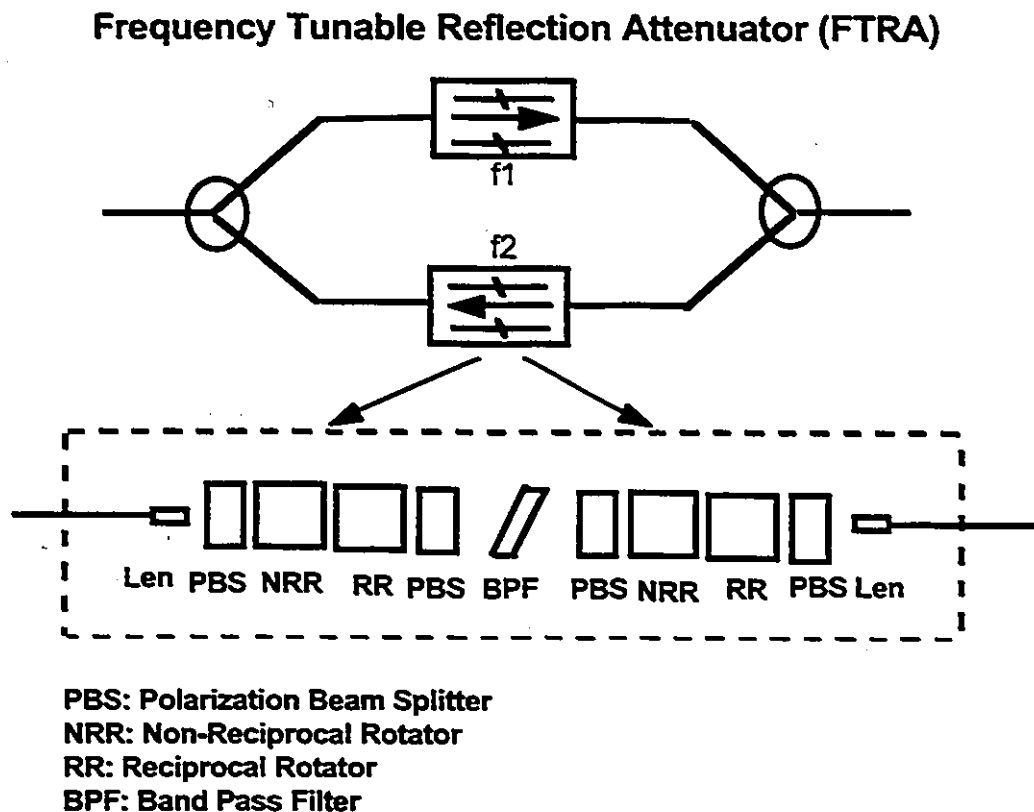 Frequency Tunable Reflection Attenuator (FTRA)
f1
f2
Len PBS NRR RR PBS BPF PBS NRR RR PBS Len
PBS: Polarization Beam Splitter
NRR: Non-Reciprocal Rotator
RR: Reciprocal Rotator
BPF: Band Pass Filter